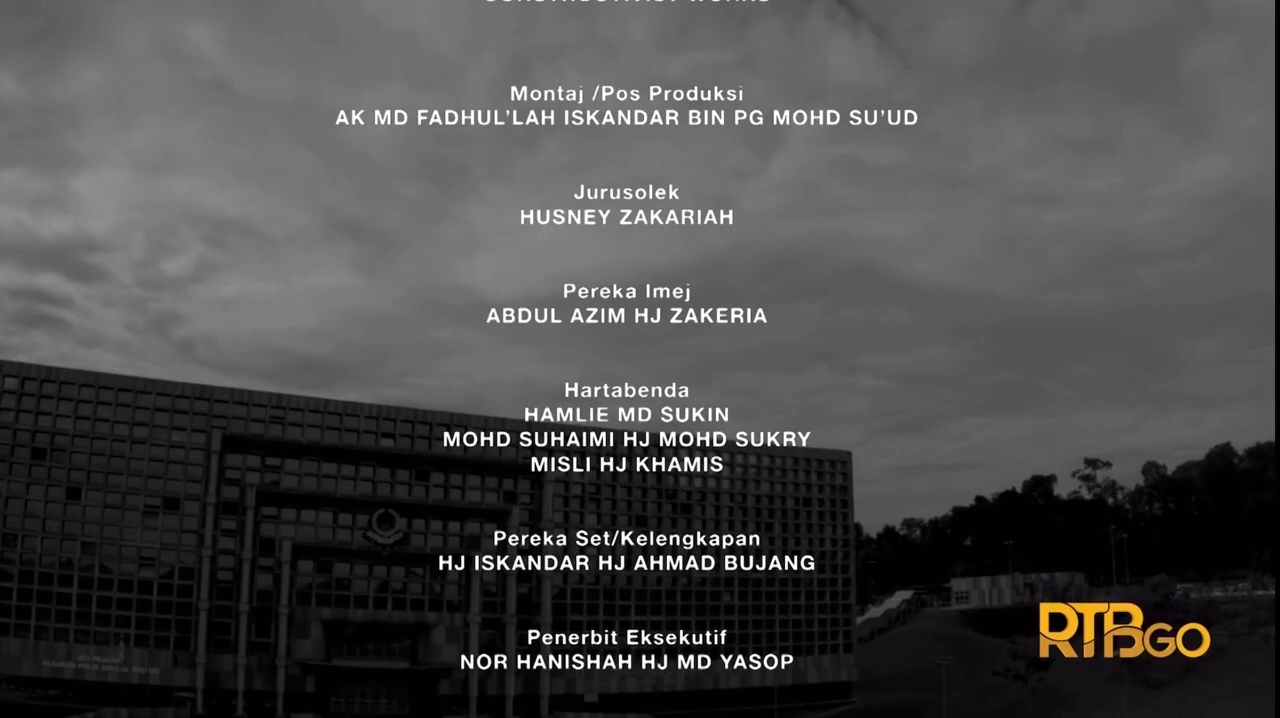 Montaj /Pos Produksi
AK MD FADHUL'LAH ISKANDAR BIN PG MOHD SU'UD
Jurusolek
HUSNEY ZAKARIAH
Pereka Imej
ABDUL AZIM HJ ZAKERIA
Hartabenda
HAMLIE MD SUKIN
MOHD SUHAIMI HJ MOHD SUKRY
MISLI HJ KHAMIS
Pereka Set/Kelengkapan
HJ ISKANDAR HJ AHMAD BUJANG
Penerbit Eksekutif
NOR HANISHAH HJ MD YASOP
RTBGO